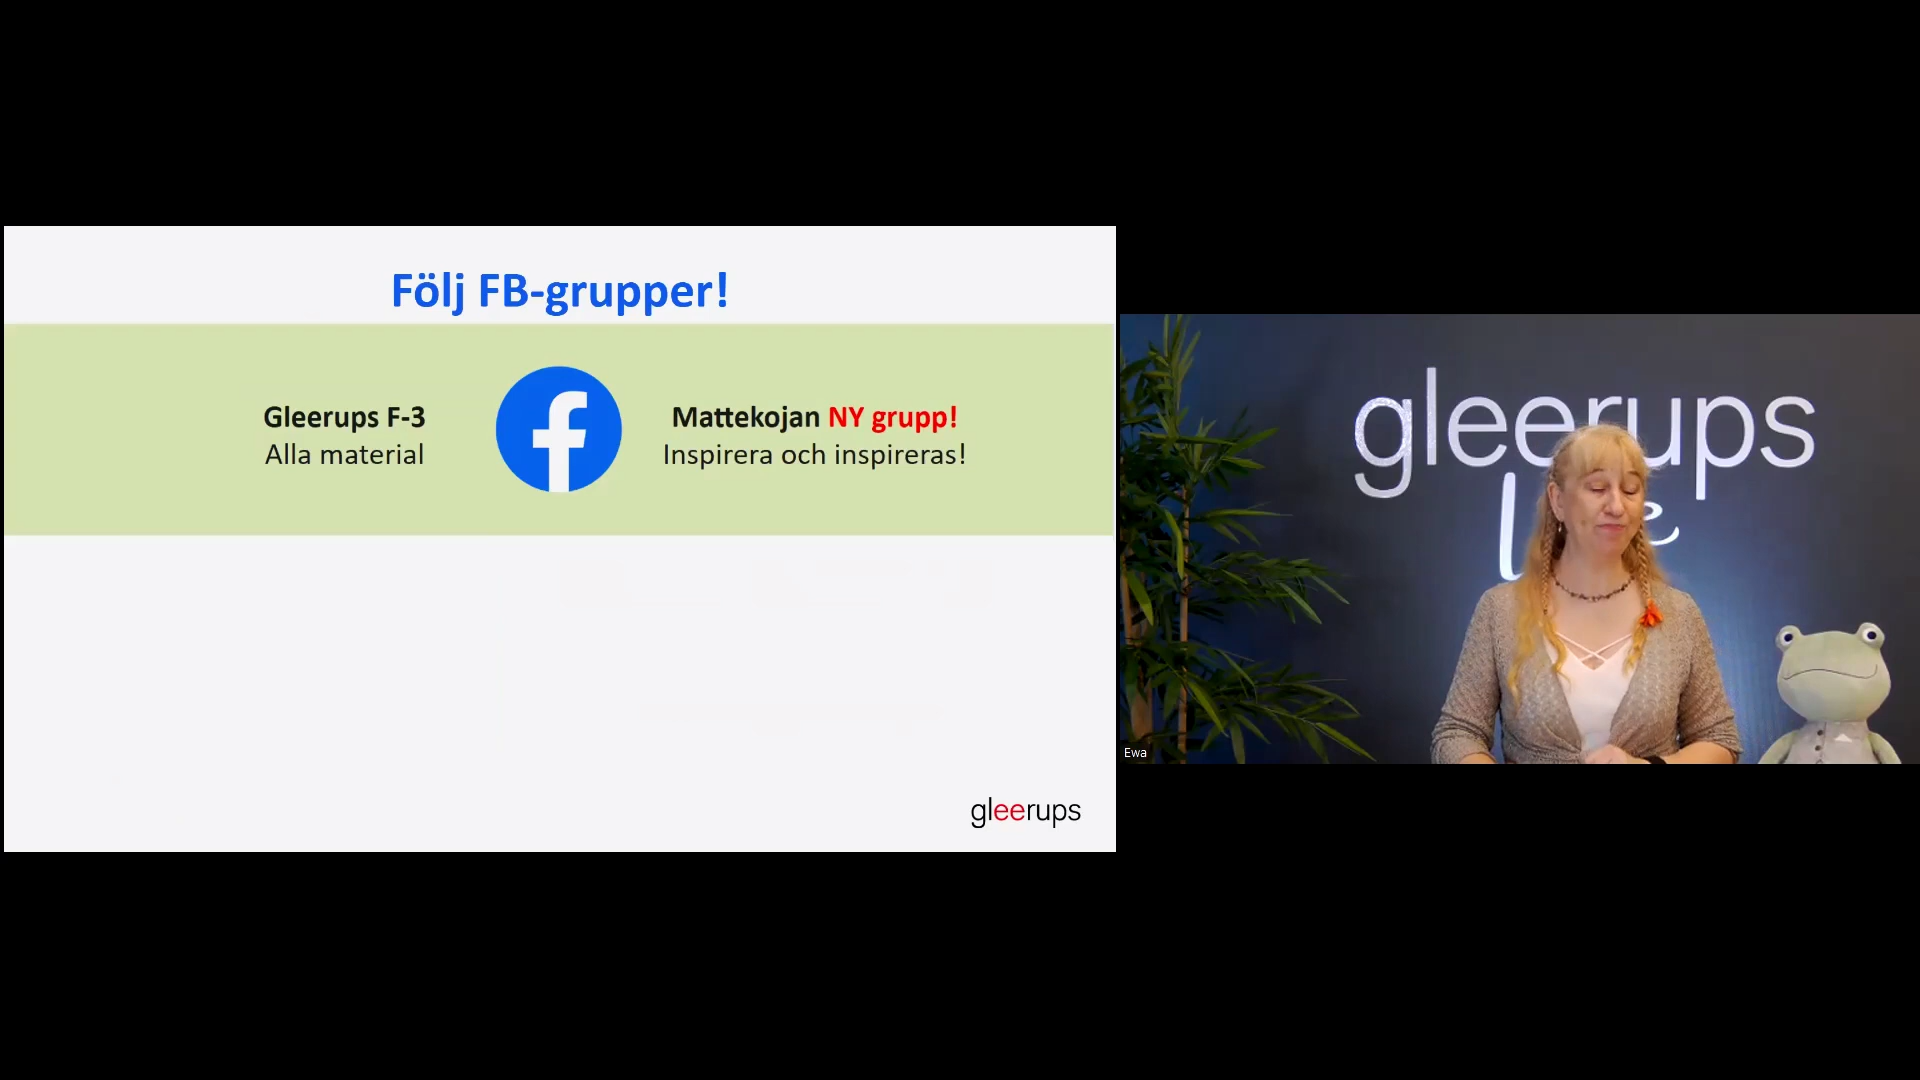 Följ FB-grupper!
Gleerups F-3
Alla material
Mattekojan NY grupp!
Inspirera och inspireras!
gleerups
gleerups
Ewa